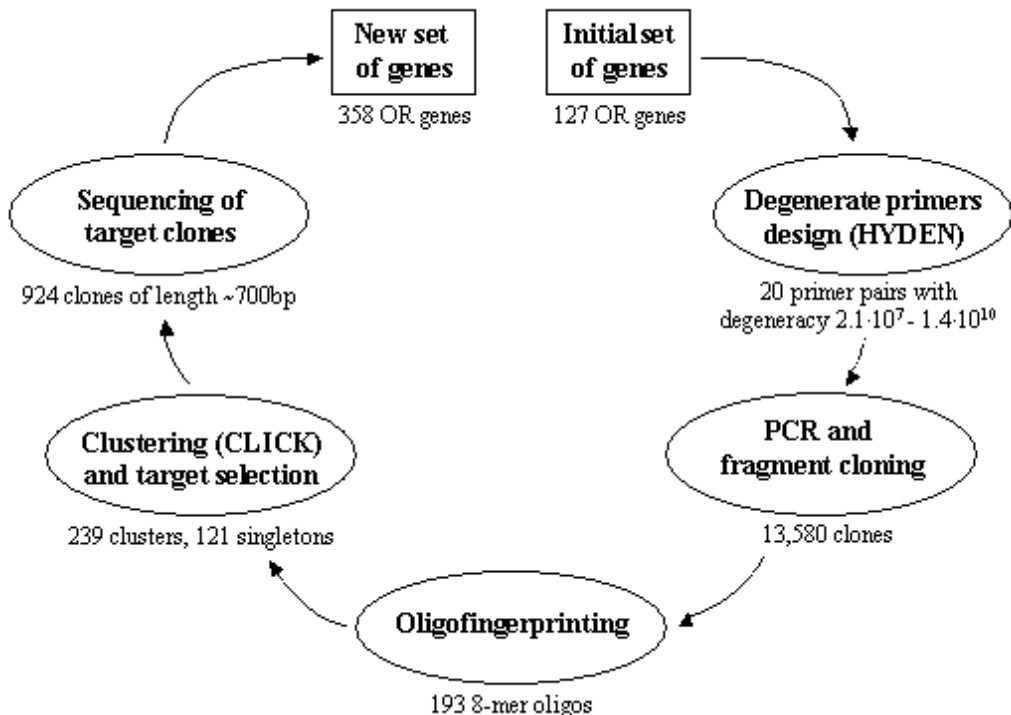 New set
of genes
358 OR genes
Initial set
of genes
127 OR genes
Degenerate primers
design (HYDEN)
20 primer pairs with
degeneracy 2.1·10⁷ - 1.4·10¹⁰
PCR and
fragment cloning
13,580 clones
Oligofingerprinting
193 8-mer oligos
Clustering (CLICK)
and target selection
239 clusters, 121 singletons
Sequencing of
target clones
924 clones of length ~700bp